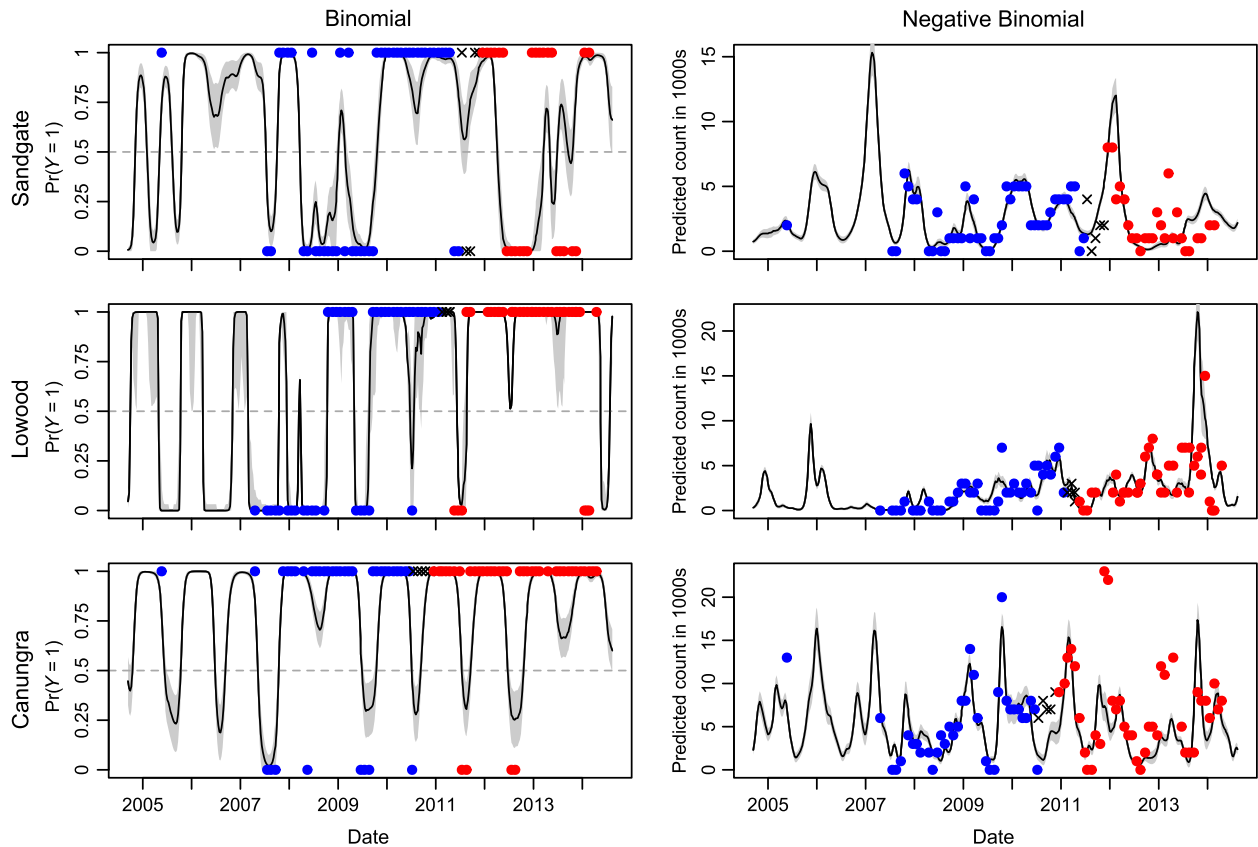 Binomial
Negative Binomial
Sandgate
Pr(Y = 1)
0 0.25 0.5 0.75 1
Predicted count in 1000s
0 5 10 15
Lowood
Pr(Y = 1)
0 0.25 0.5 0.75 1
Predicted count in 1000s
0 5 10 15 20
Canungra
Pr(Y = 1)
0 0.25 0.5 0.75 1
Predicted count in 1000s
0 5 10 15 20
2005 2007 2009 2011 2013
2005 2007 2009 2011 2013
Date
Date